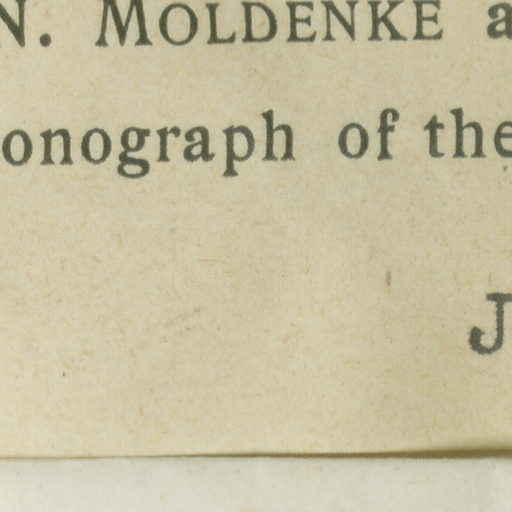 N. MOLDENKE a
onograph of the
J